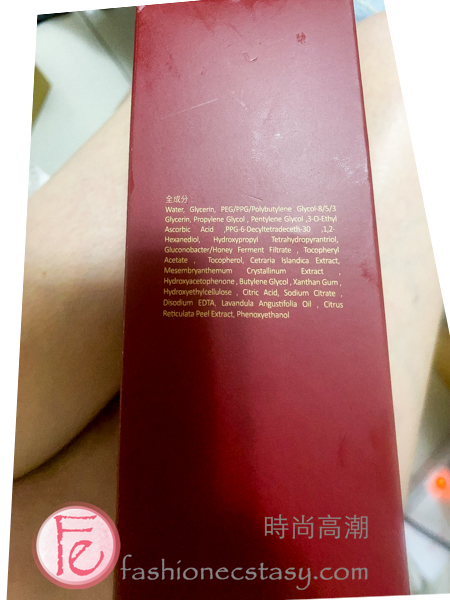 全成分：
Water, Glycerin, PEG/PPG/Polybutylene Glycol-8/5/3
Glycerin, Propylene Glycol , Pentylene Glycol ,3-O-Ethyl
Ascorbic Acid ,PPG-6-Decyltetradeceth-30 ,1,2-
Hexanediol, Hydroxypropyl Tetrahydropyrantriol,
Gluconobacter/Honey Ferment Filtrate , Tocopheryl
Acetate , Tocopherol, Cetraria Islandica Extract,
Mesembryanthemum Crystallinum Extract ,
Hydroxyacetophenone , Butylene Glycol , Xanthan Gum ,
Hydroxyethylcellulose , Citric Acid, Sodium Citrate ,
Disodium EDTA, Lavandula Angustifolia Oil , Citrus
Reticulata Peel Extract, Phenoxyethanol
時尚高潮
Fe
fashionecstasy.com